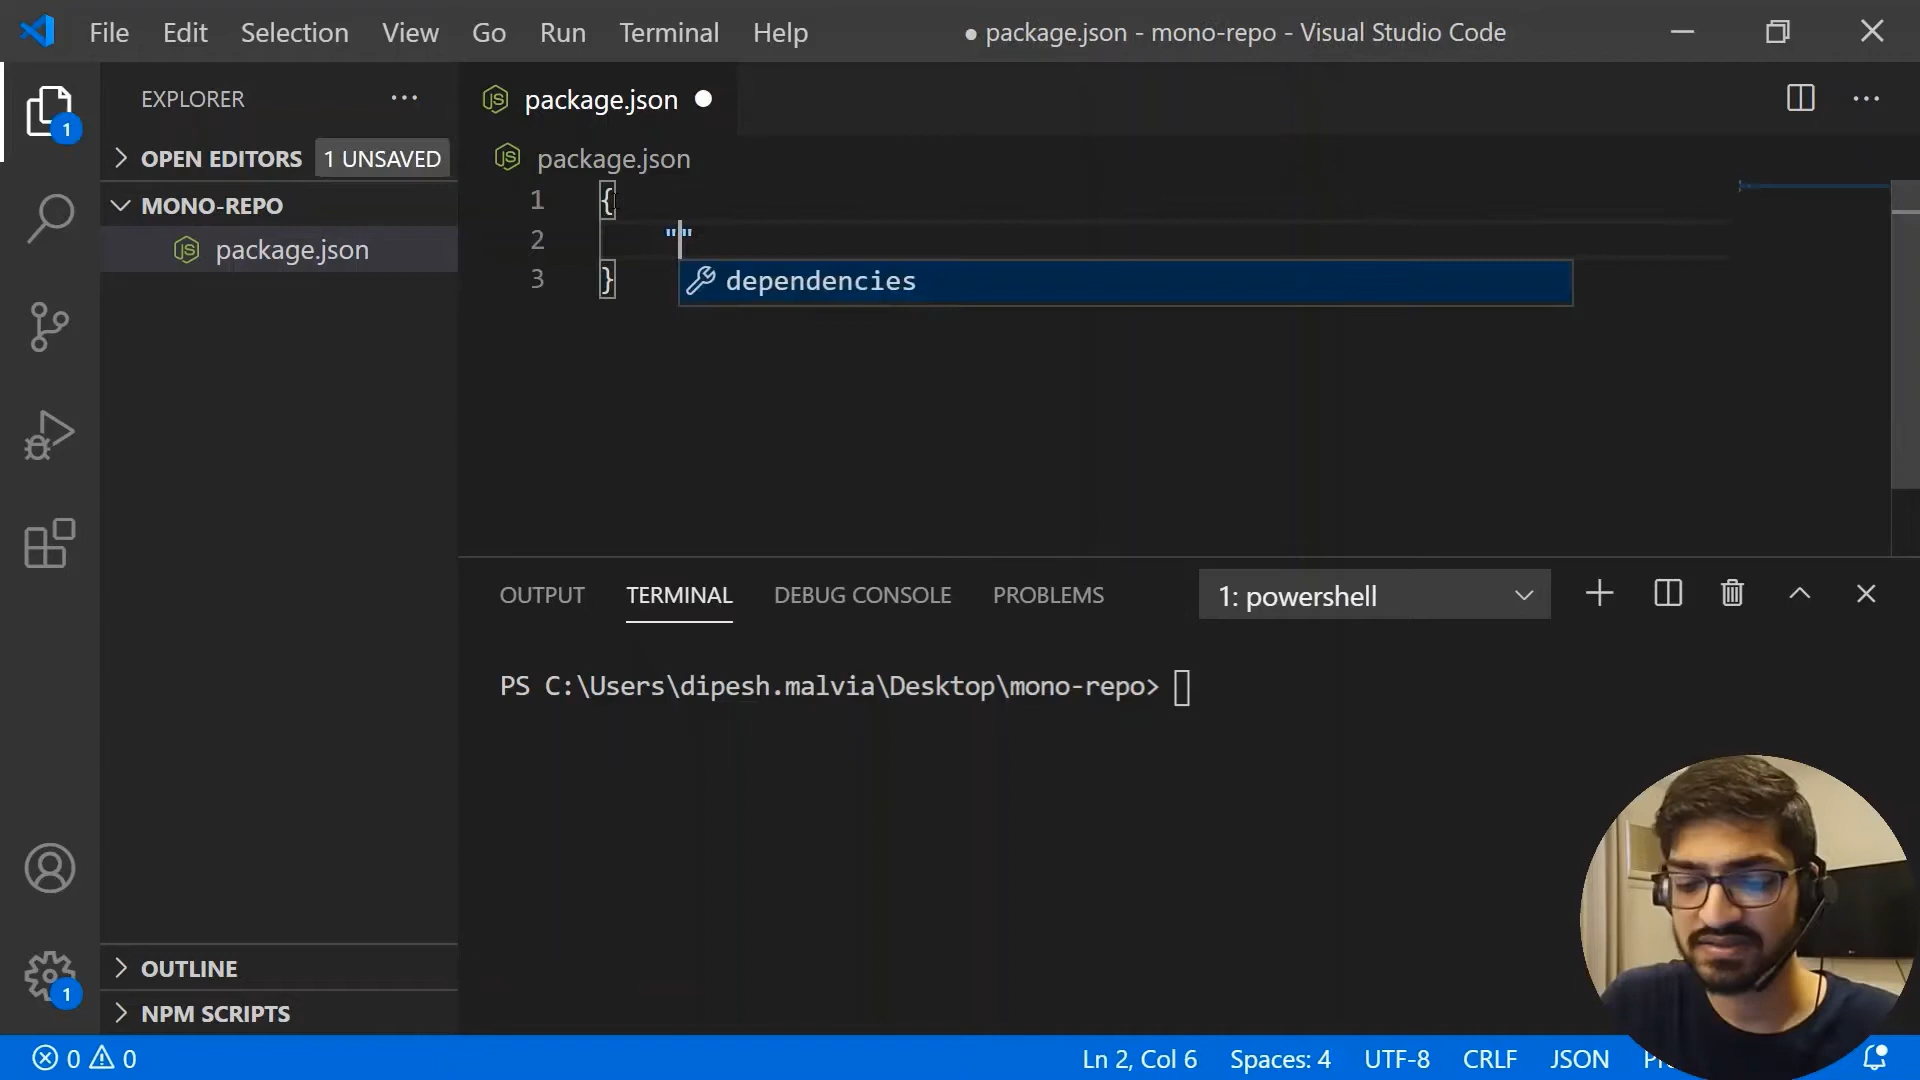 File Edit Selection View Go Run Terminal Help ● package.json - mono-repo - Visual Studio Code
EXPLORER
package.json
1
OPEN EDITORS 1 UNSAVED
package.json
MONO-REPO
package.json
1 {
2 ""
dependencies
3 }
OUTPUT TERMINAL DEBUG CONSOLE PROBLEMS 1: powershell
PS C:\Users\dipesh.malvia\Desktop\mono-repo>
OUTLINE
1
NPM SCRIPTS
0 0 Ln 2, Col 6 Spaces: 4 UTF-8 CRLF JSON